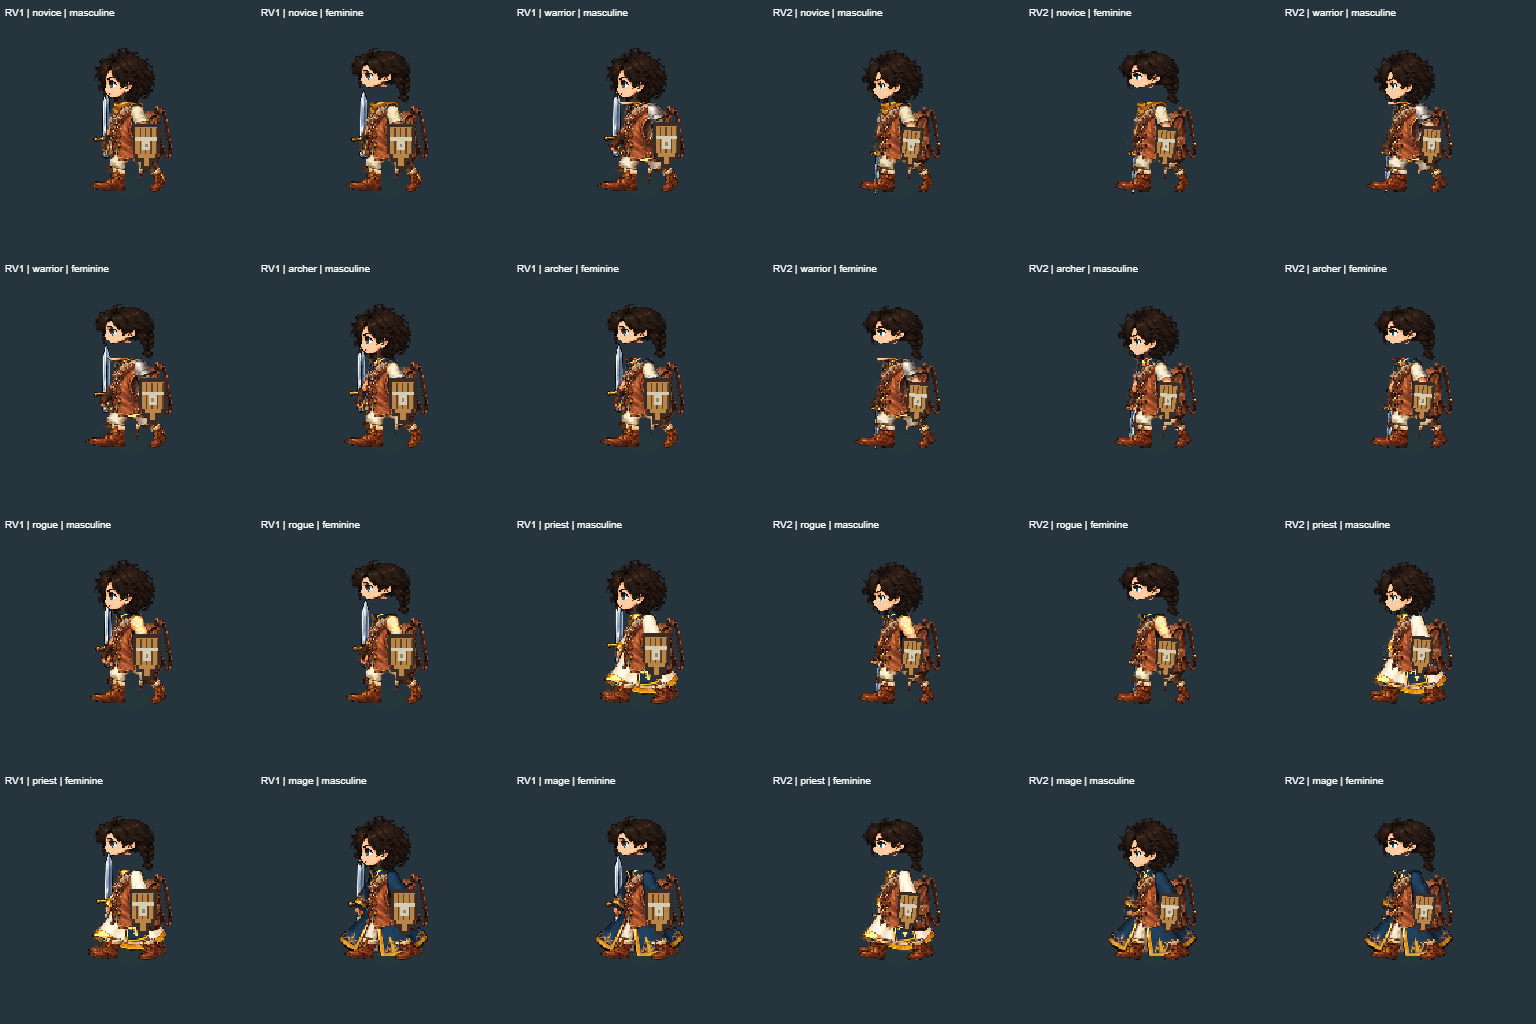 RV1 | novice | masculine
RV1 | novice | feminine
RV1 | warrior | masculine
RV2 | novice | masculine
RV2 | novice | feminine
RV2 | warrior | masculine
RV1 | warrior | feminine
RV1 | archer | masculine
RV1 | archer | feminine
RV2 | warrior | feminine
RV2 | archer | masculine
RV2 | archer | feminine
RV1 | rogue | masculine
RV1 | rogue | feminine
RV1 | priest | masculine
RV2 | rogue | masculine
RV2 | rogue | feminine
RV2 | priest | masculine
RV1 | priest | feminine
RV1 | mage | masculine
RV1 | mage | feminine
RV2 | priest | feminine
RV2 | mage | masculine
RV2 | mage | feminine